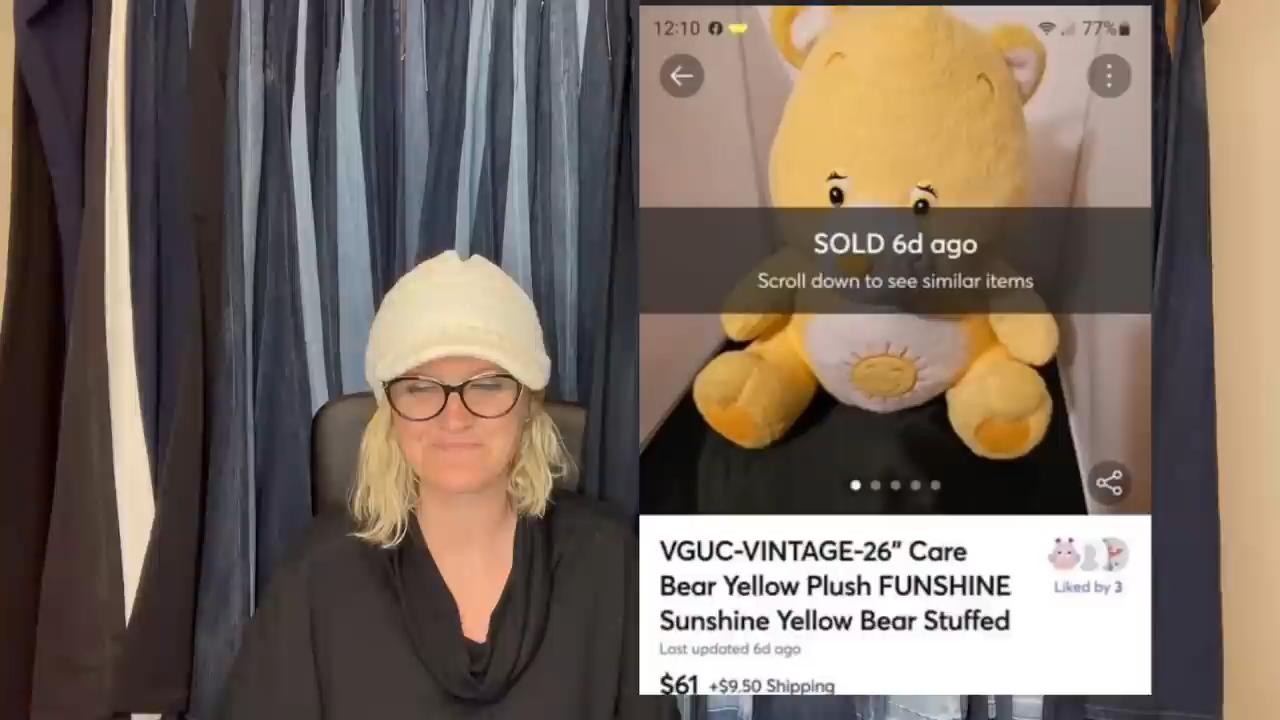 12:10
77%
SOLD 6d ago
Scroll down to see similar items
VGUC-VINTAGE-26" Care
Bear Yellow Plush FUNSHINE
Sunshine Yellow Bear Stuffed
Liked by 3
Last updated 6d ago
$61 +$9.50 Shipping